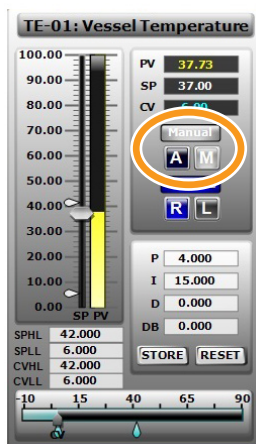 TE-01: Vessel Temperature
100.00
90.00
80.00
70.00
60.00
50.00
40.00
30.00
20.00
10.00
0.00
SP PV
PV 37.73
SP 37.00
CV 6.00
Manual
A M
R L
P 4.000
I 15.000
D 0.000
DB 0.000
STORE RESET
SPHL 42.000
SPLL 6.000
CVHL 42.000
CVLL 6.000
-10 15 40 65 90
CV